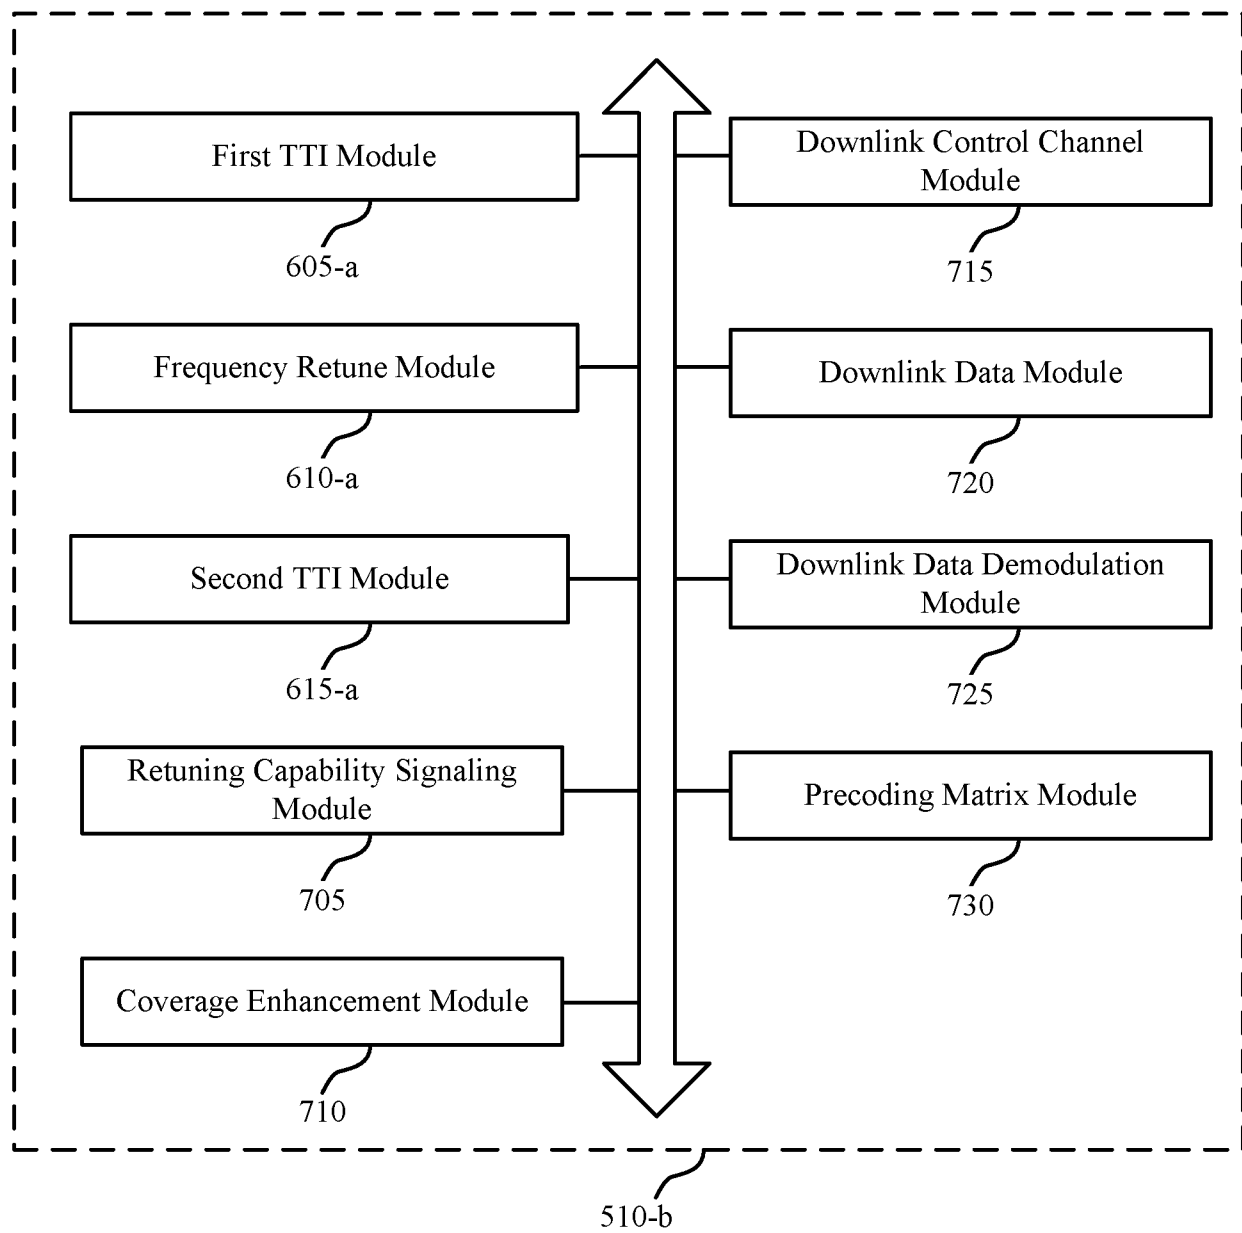 First TTI Module
605-a
Frequency Retune Module
610-a
Second TTI Module
615-a
Retuning Capability Signaling
Module
705
Coverage Enhancement Module
710
Downlink Control Channel
Module
715
Downlink Data Module
720
Downlink Data Demodulation
Module
725
Precoding Matrix Module
730
510-b